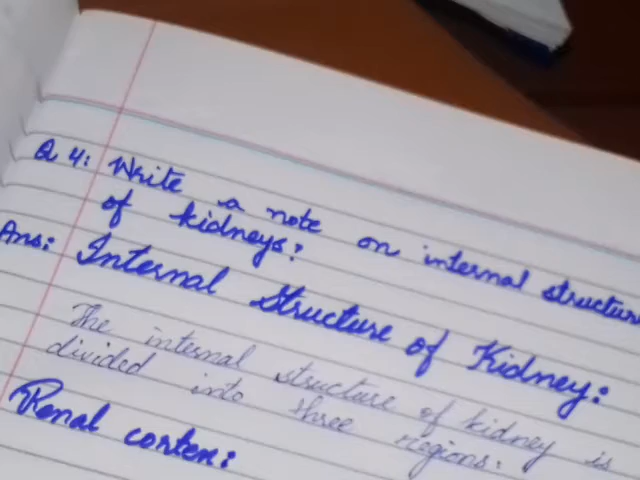 Q 4: Write a note on internal structure
of kidneys?
Ans: Internal Structure of Kidney:
The internal structure of kidney is
divided into three regions.
Renal cortex: